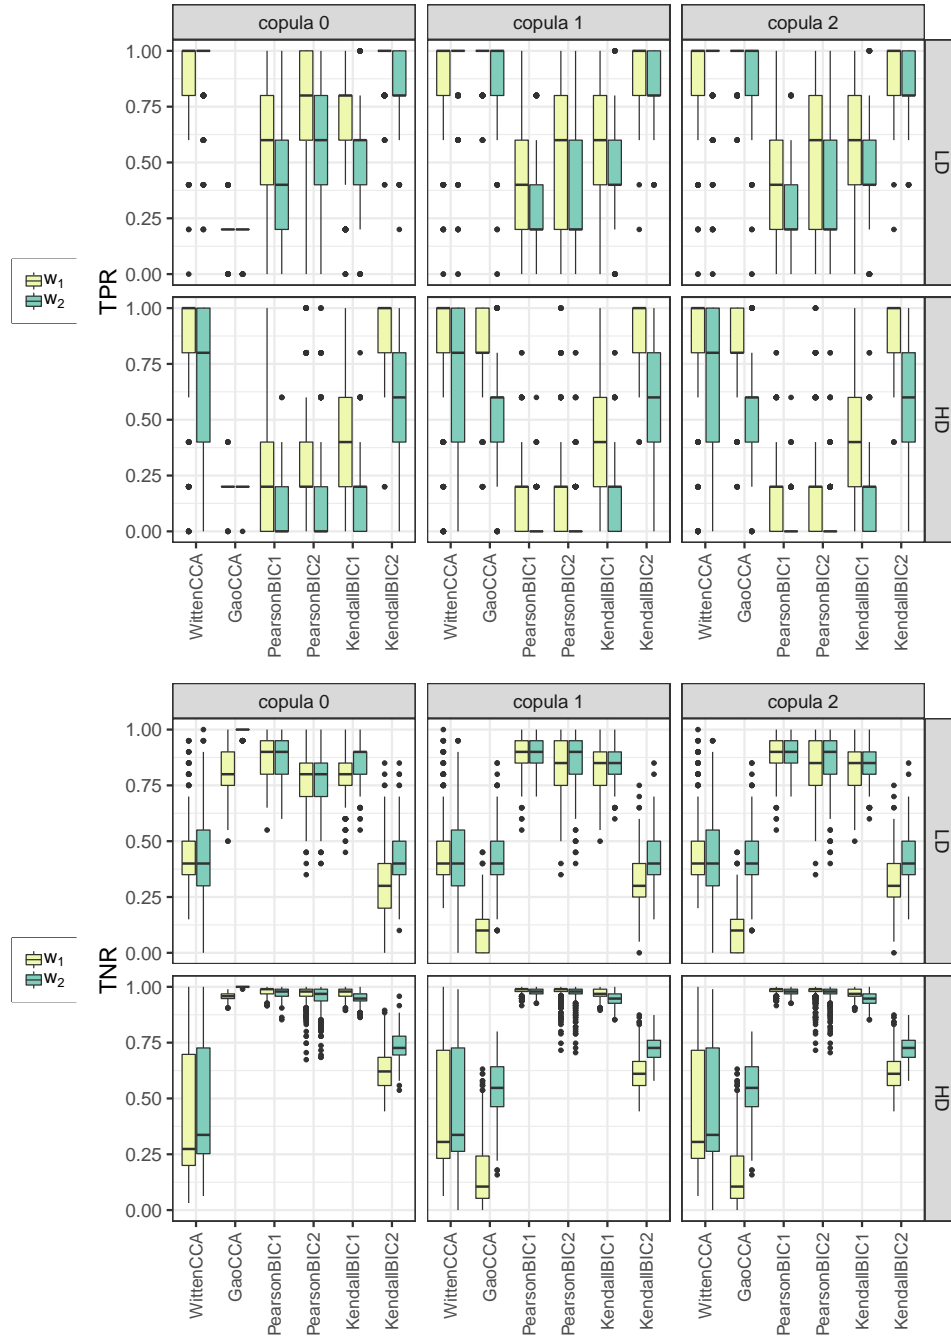 copula 0 copula 1 copula 2
1.00
0.75
0.50
0.25
0.00
LD
TPR
w1
w2
1.00
0.75
0.50
0.25
0.00
HD
WittenCCA GaoCCA PearsonBIC1 PearsonBIC2 KendallBIC1 KendallBIC2 WittenCCA GaoCCA PearsonBIC1 PearsonBIC2 KendallBIC1 KendallBIC2 WittenCCA GaoCCA PearsonBIC1 PearsonBIC2 KendallBIC1 KendallBIC2
copula 0 copula 1 copula 2
1.00
0.75
0.50
0.25
0.00
LD
TNR
w1
w2
1.00
0.75
0.50
0.25
0.00
HD
WittenCCA GaoCCA PearsonBIC1 PearsonBIC2 KendallBIC1 KendallBIC2 WittenCCA GaoCCA PearsonBIC1 PearsonBIC2 KendallBIC1 KendallBIC2 WittenCCA GaoCCA PearsonBIC1 PearsonBIC2 KendallBIC1 KendallBIC2